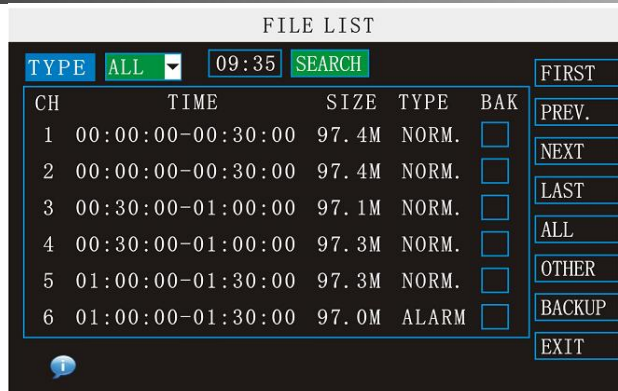 FILE LIST
TYPE ALL 09:35 SEARCH
CH TIME SIZE TYPE BAK
1 00:00:00-00:30:00 97.4M NORM.
2 00:00:00-00:30:00 97.4M NORM.
3 00:30:00-01:00:00 97.1M NORM.
4 00:30:00-01:00:00 97.3M NORM.
5 01:00:00-01:30:00 97.3M NORM.
6 01:00:00-01:30:00 97.0M ALARM
FIRST
PREV.
NEXT
LAST
ALL
OTHER
BACKUP
EXIT